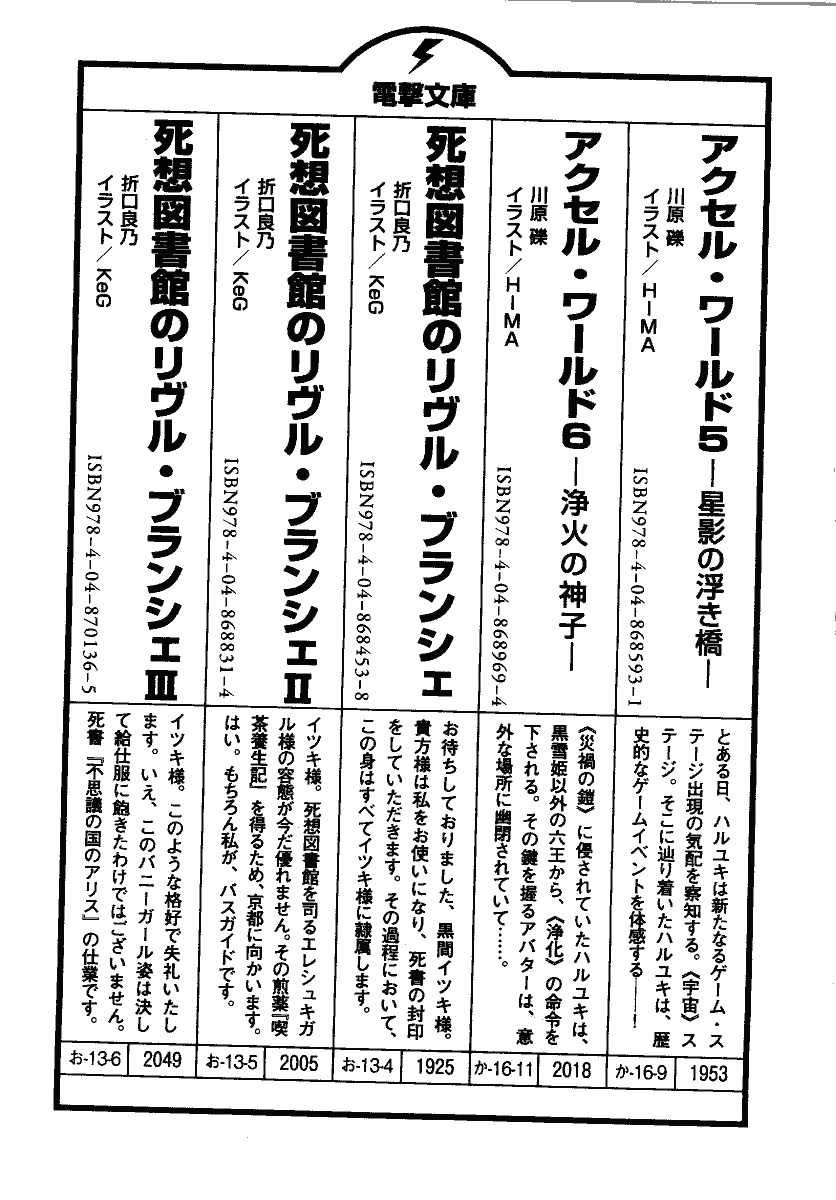 電撃文庫
アクセル・ワールド5―星影の浮き橋―
川原 礫
イラスト/HIMA
ISBN978-4-04-868593-1
とある日、ハルユキは新たなるゲーム・ス
テージ出現の気配を察知する。《宇宙》ス
テージ。そこに辿り着いたハルユキは、歴
史的なゲームイベントを体感する――!
か-16-9
1953
アクセル・ワールド6―浄火の神子―
川原 礫
イラスト/HIMA
ISBN978-4-04-868969-4
《災禍の鎧》に侵されていたハルユキは、
黒雪姫以外の六王から、《浄化》の命令を
下される。その鍵を握るアバターは、意
外な場所に幽閉されていて……。
か-16-11
2018
死想図書館のリヴル・ブランシェ
折口良乃
イラスト/KeG
ISBN978-4-04-868453-8
お待ちしておりました、黒間イツキ様。
貴方様は私をお使いになり、死書の封印
をしていただきます。その過程において、
この身はすべてイツキ様に隷属します。
お-13-4
1925
死想図書館のリヴル・ブランシェⅡ
折口良乃
イラスト/KeG
ISBN978-4-04-868831-4
イツキ様。死想図書館を司るエレシュキガ
ル様の容態が今だ優れません。その煎薬『喫
茶養生記』を得るため、京都に向かいます。
はい。もちろん私が、バスガイドです。
お-13-5
2005
死想図書館のリヴル・ブランシェⅢ
折口良乃
イラスト/KeG
ISBN978-4-04-870136-5
イツキ様。このような格好で失礼いたし
ます。いえ、このバニーガール姿は決し
て給仕服に飽きたわけではございません。
死書『不思議の国のアリス』の仕業です。
お-13-6
2049